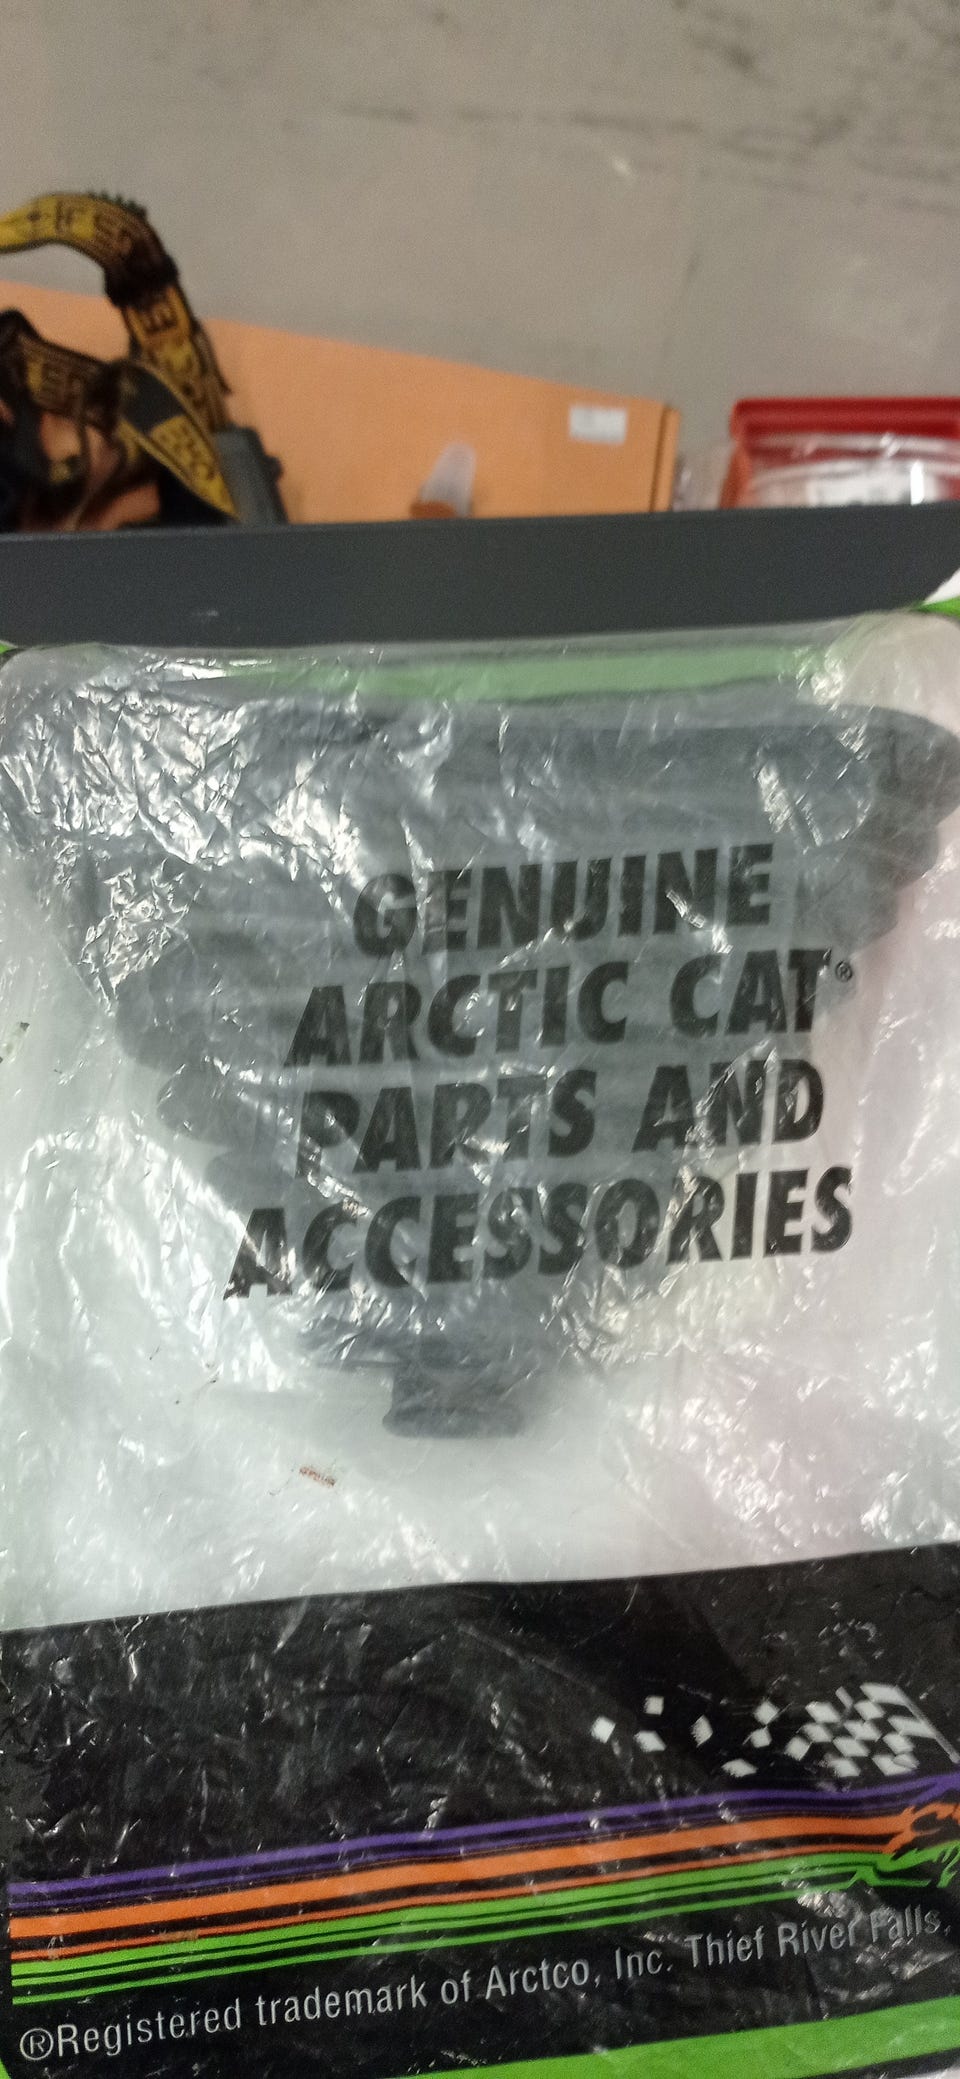 GENUINE
ARCTIC CAT®
PARTS AND
ACCESSORIES
®Registered trademark of Arctco, Inc. Thief River Falls,